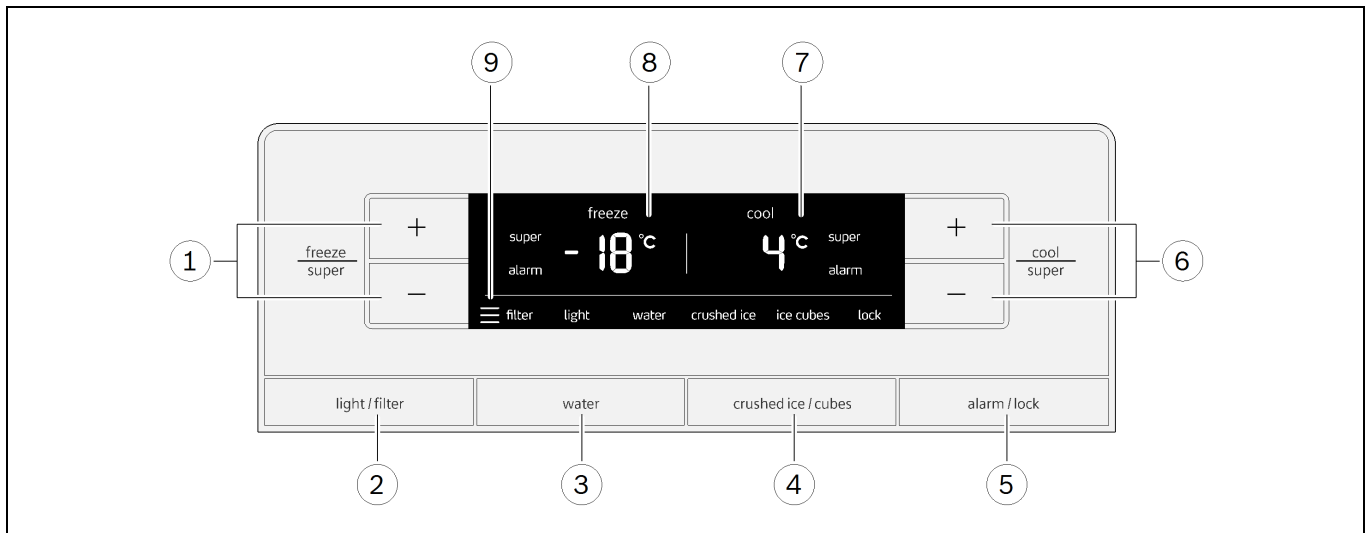 9 8 7
freeze cool
+ super - 18 °C 4 °C super +
1 freeze cool 6
super alarm alarm super
− −
filter light water crushed ice ice cubes lock
light / filter water crushed ice / cubes alarm / lock
2 3 4 5